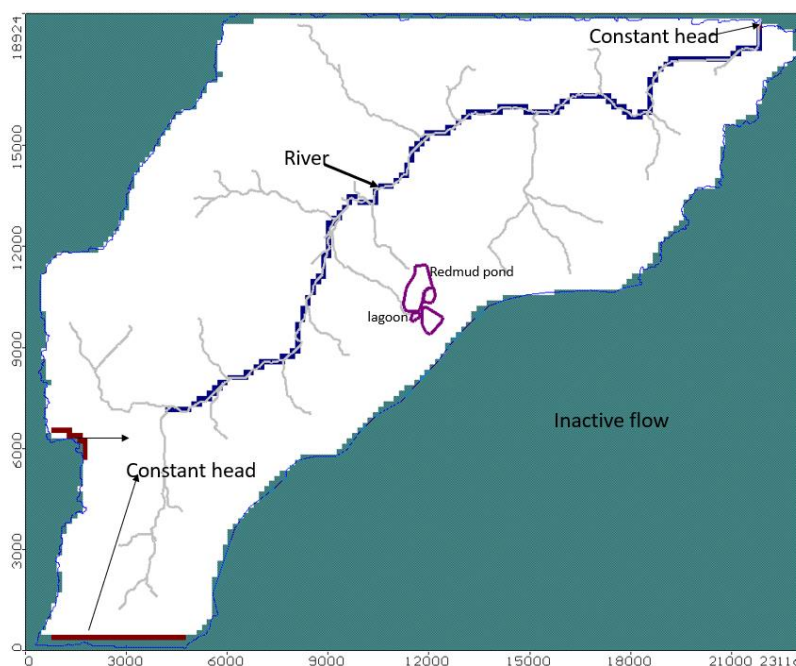 Constant head
River
Redmud pond
lagoon
Inactive flow
Constant head
18924
15000
12000
9000
6000
3000
0
0 3000 6000 9000 12000 15000 18000 21000